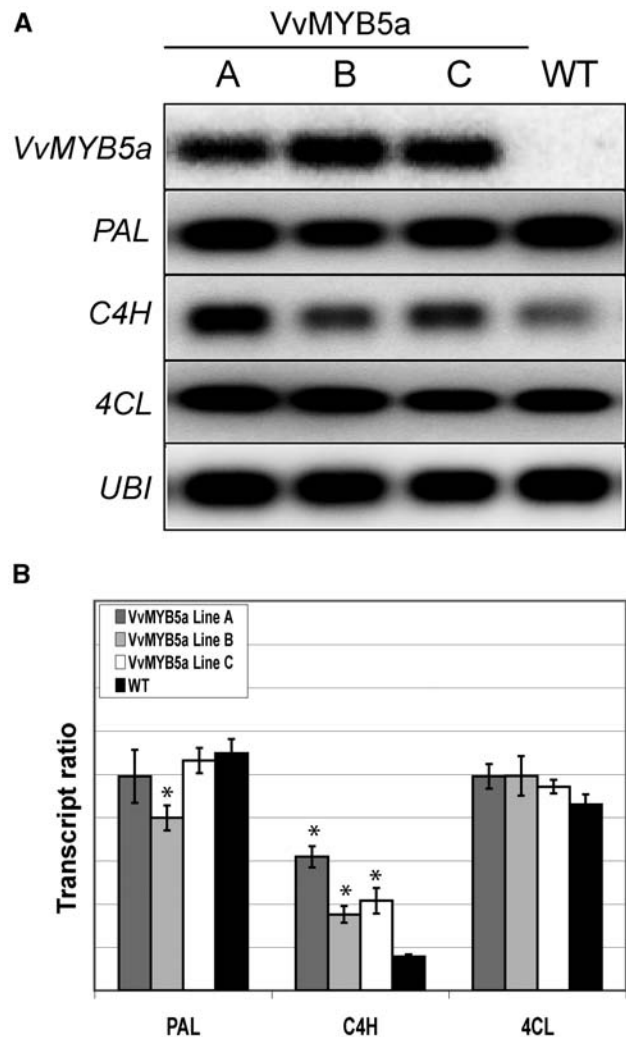 A
VvMYB5a
A B C WT
VvMYB5a
PAL
C4H
4CL
UBI
B
VvMYB5a Line A
VvMYB5a Line B
VvMYB5a Line C
WT
Transcript ratio
*
*
*
*
PAL C4H 4CL